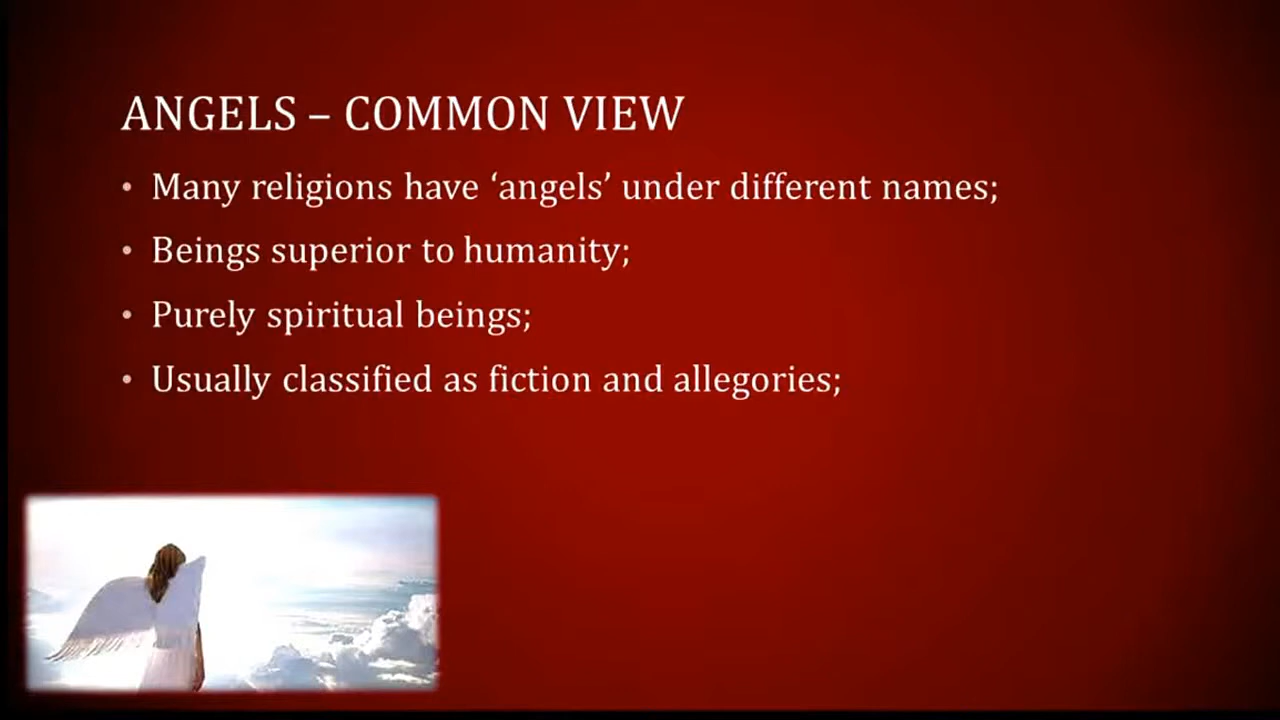 ANGELS – COMMON VIEW
• Many religions have ‘angels’ under different names;
• Beings superior to humanity;
• Purely spiritual beings;
• Usually classified as fiction and allegories;